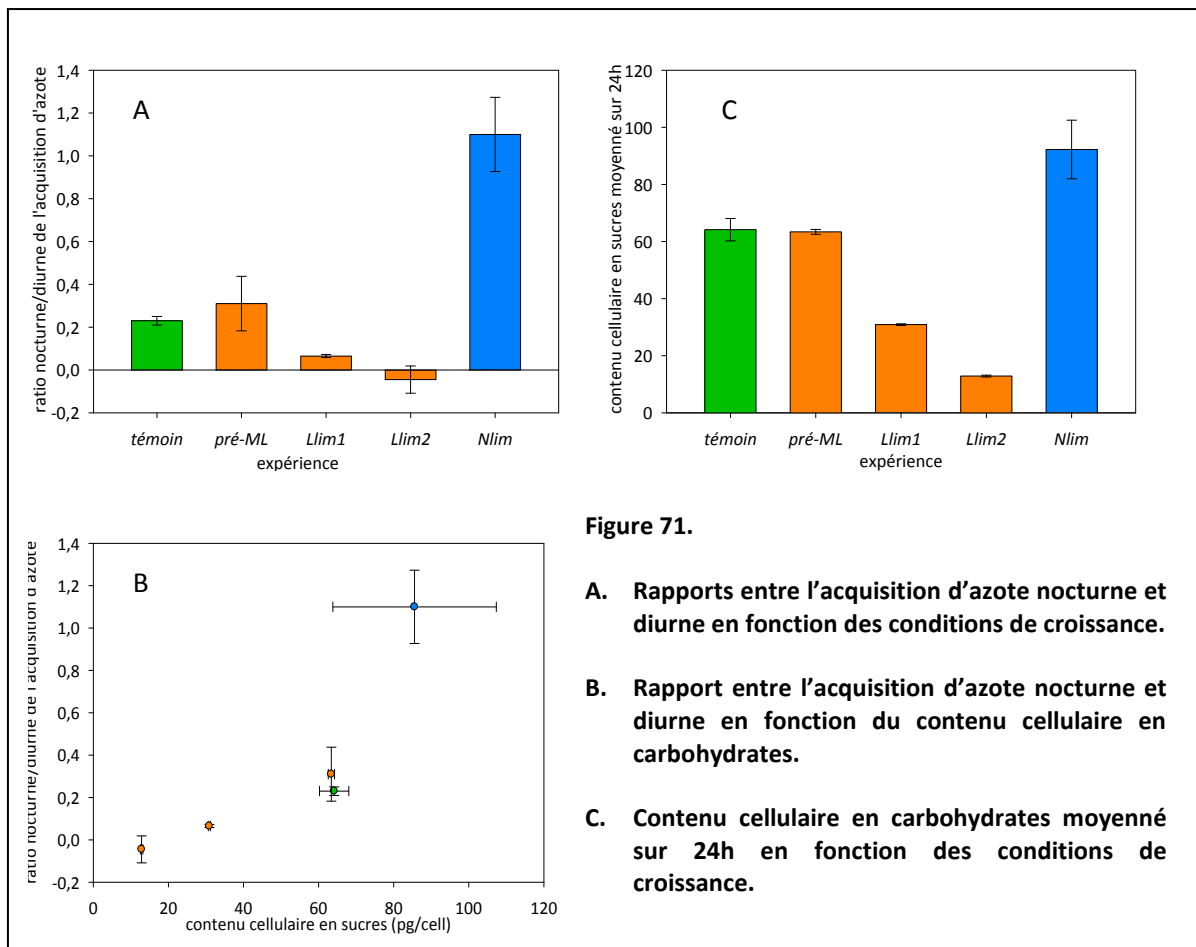 ratio nocturne/diurne de l'acquisition d'azote
1,4
1,2
1,0
0,8
0,6
0,4
0,2
0,0
-0,2
A
témoin pré-ML Llim1 Llim2 Nlim
expérience
contenu cellulaire en sucres moyenné sur 24h
120
100
80
60
40
20
0
C
témoin pré-ML Llim1 Llim2 Nlim
expérience
ratio nocturne/diurne de l'acquisition d'azote
1,4
1,2
1,0
0,8
0,6
0,4
0,2
0,0
-0,2
B
0 20 40 60 80 100 120
contenu cellulaire en sucres (pg/cell)
Figure 71.
A. Rapports entre l’acquisition d’azote nocturne et
diurne en fonction des conditions de croissance.
B. Rapport entre l’acquisition d’azote nocturne et
diurne en fonction du contenu cellulaire en
carbohydrates.
C. Contenu cellulaire en carbohydrates moyenné
sur 24h en fonction des conditions de
croissance.